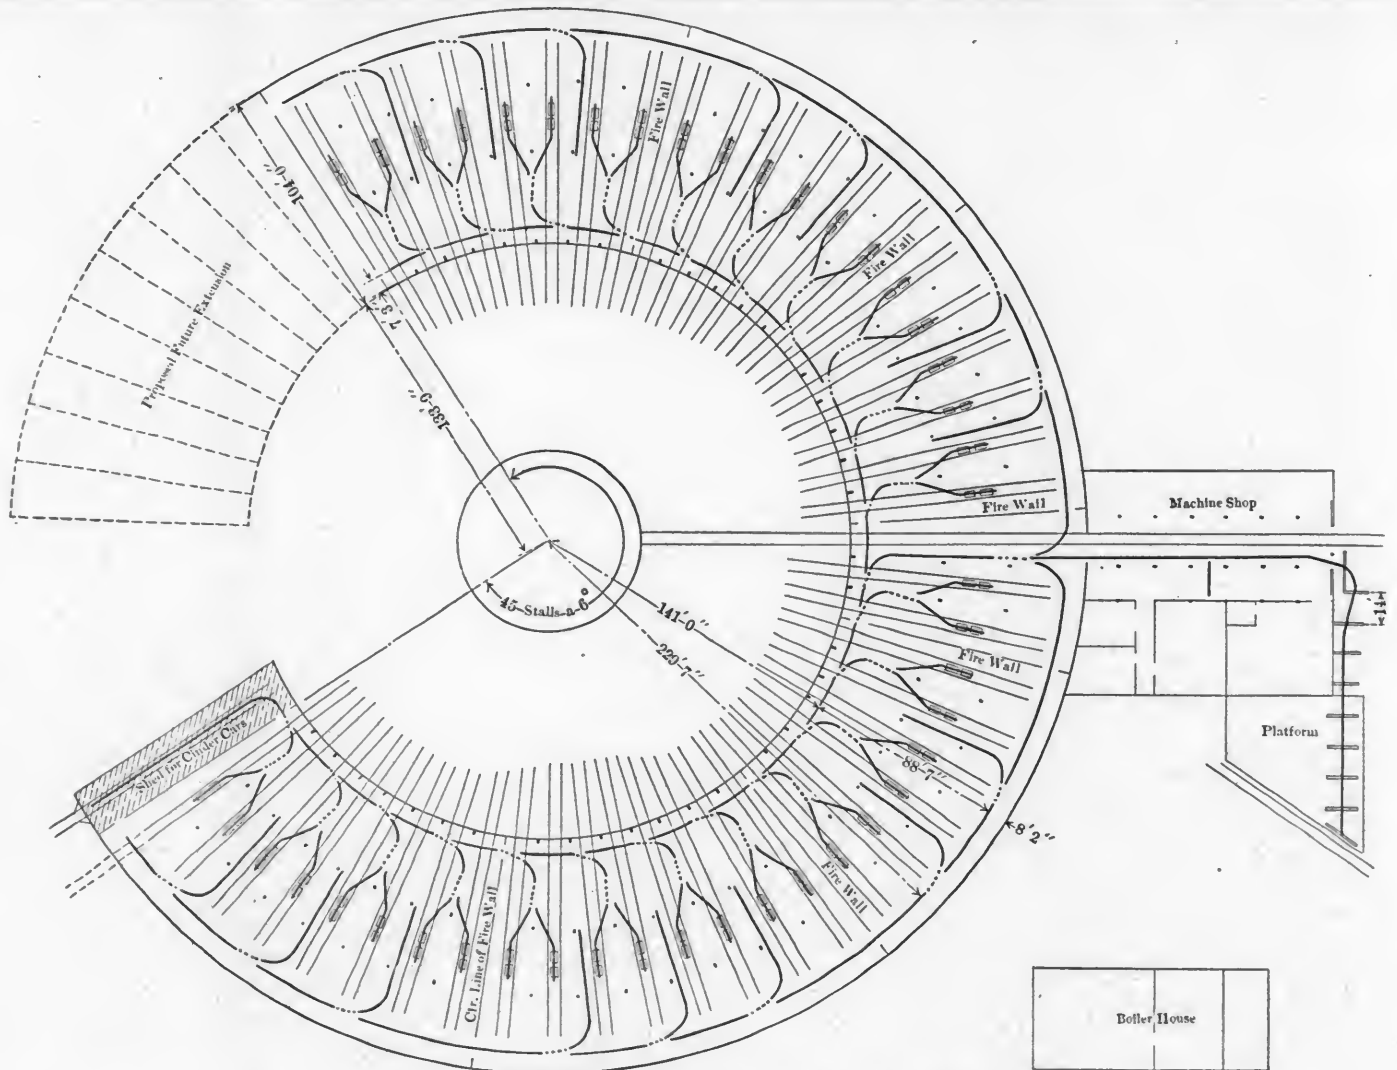 Fire Wall
104'-0"
Fire Wall
Proposed Future Extension
7'3"
133'-9"
Fire Wall
Machine Shop
45-Stalls-a-6°
141'-0"
14'
229'-7"
Fire Wall
Platform
Shed for Cinder Cars
88'-7"
8'2"
Fire Wall
Ctr. Line of Fire Wall
Boiler House